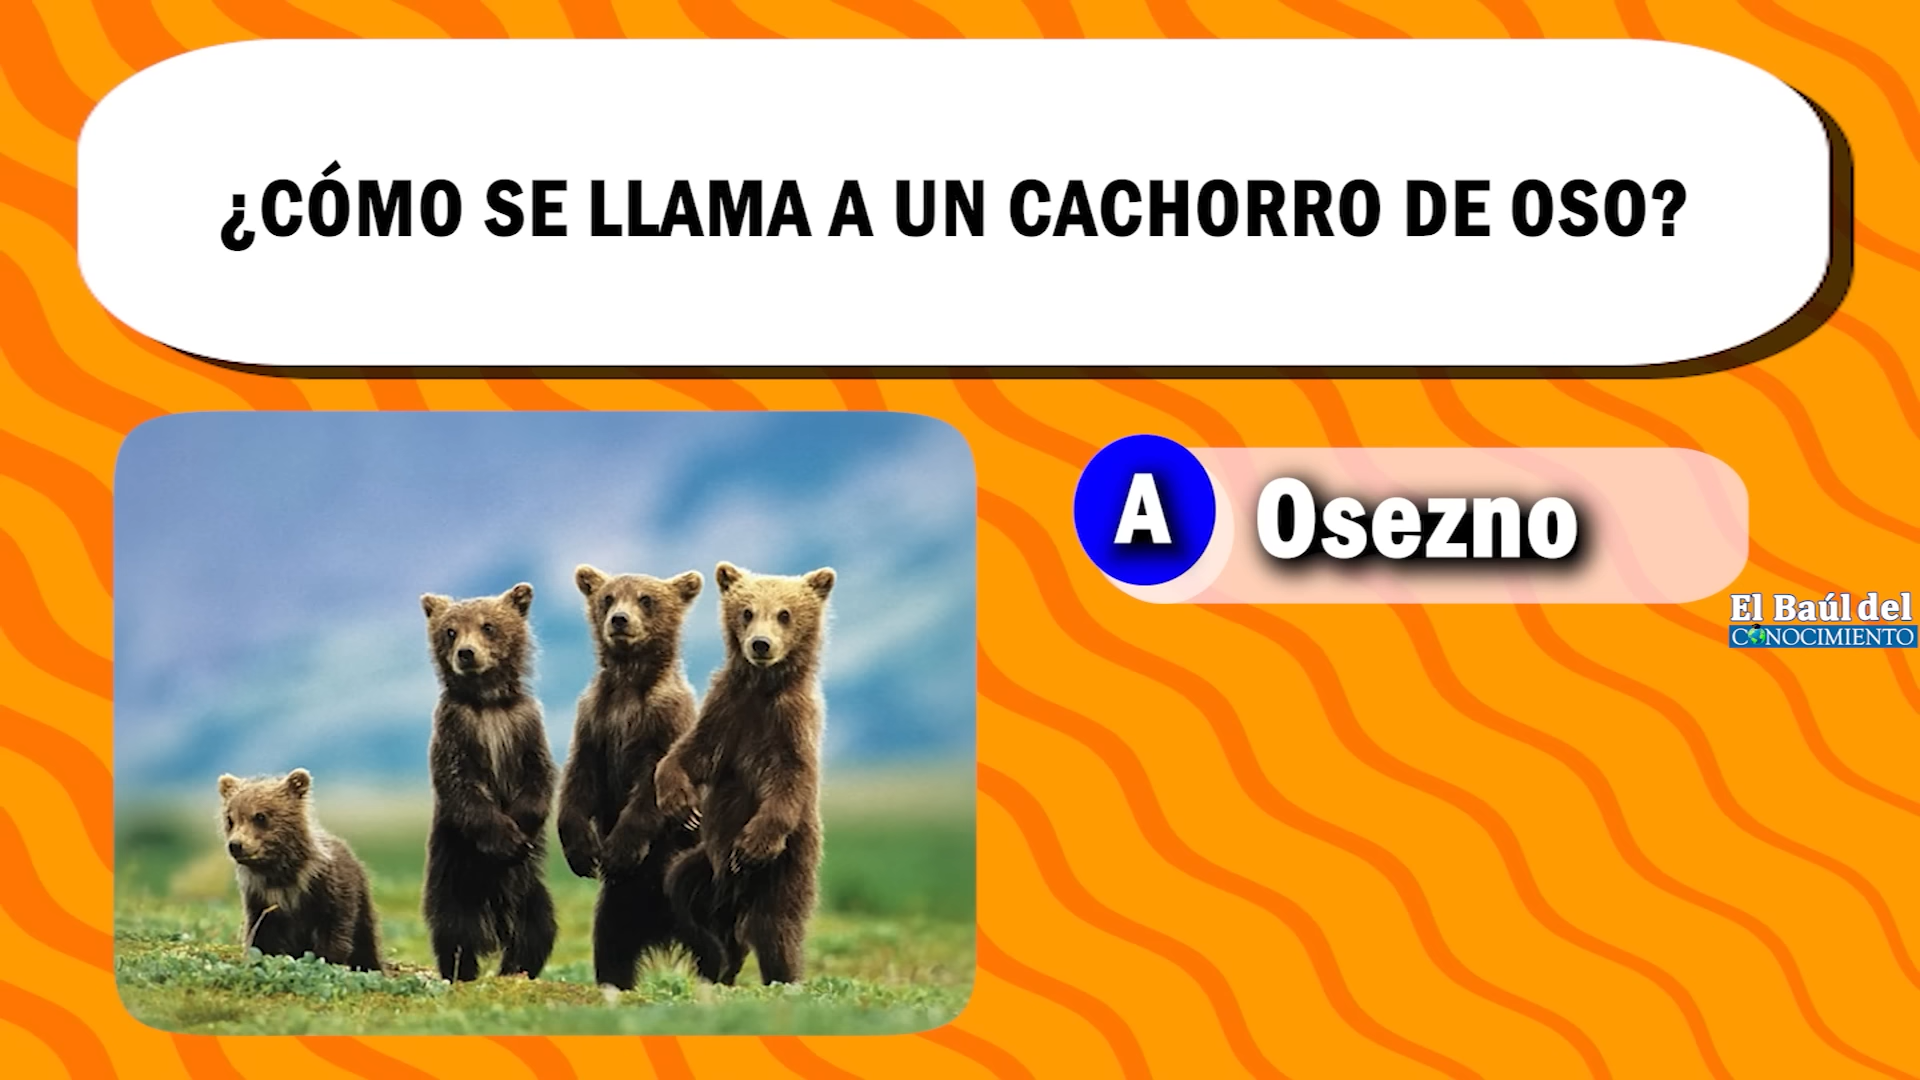 ¿CÓMO SE LLAMA A UN CACHORRO DE OSO?
A Osezno
El Baúl del
CONOCIMIENTO